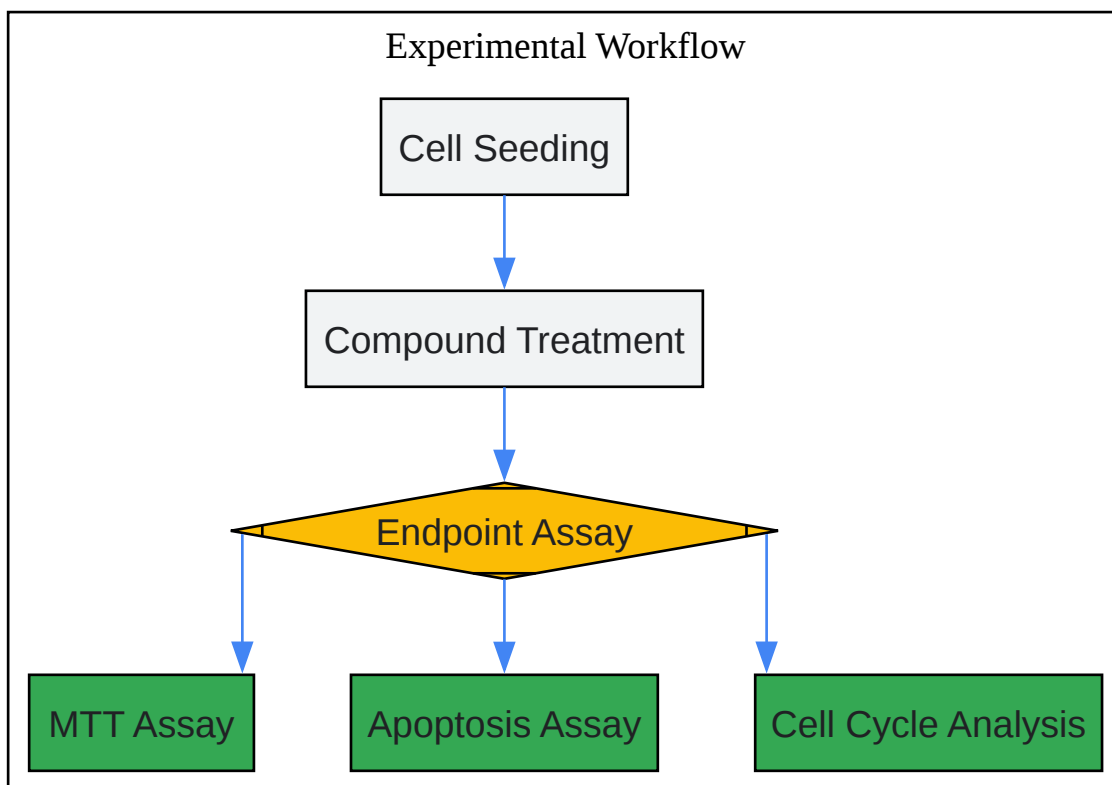 Experimental Workflow
Cell Seeding
Compound Treatment
Endpoint Assay
MTT Assay
Apoptosis Assay
Cell Cycle Analysis